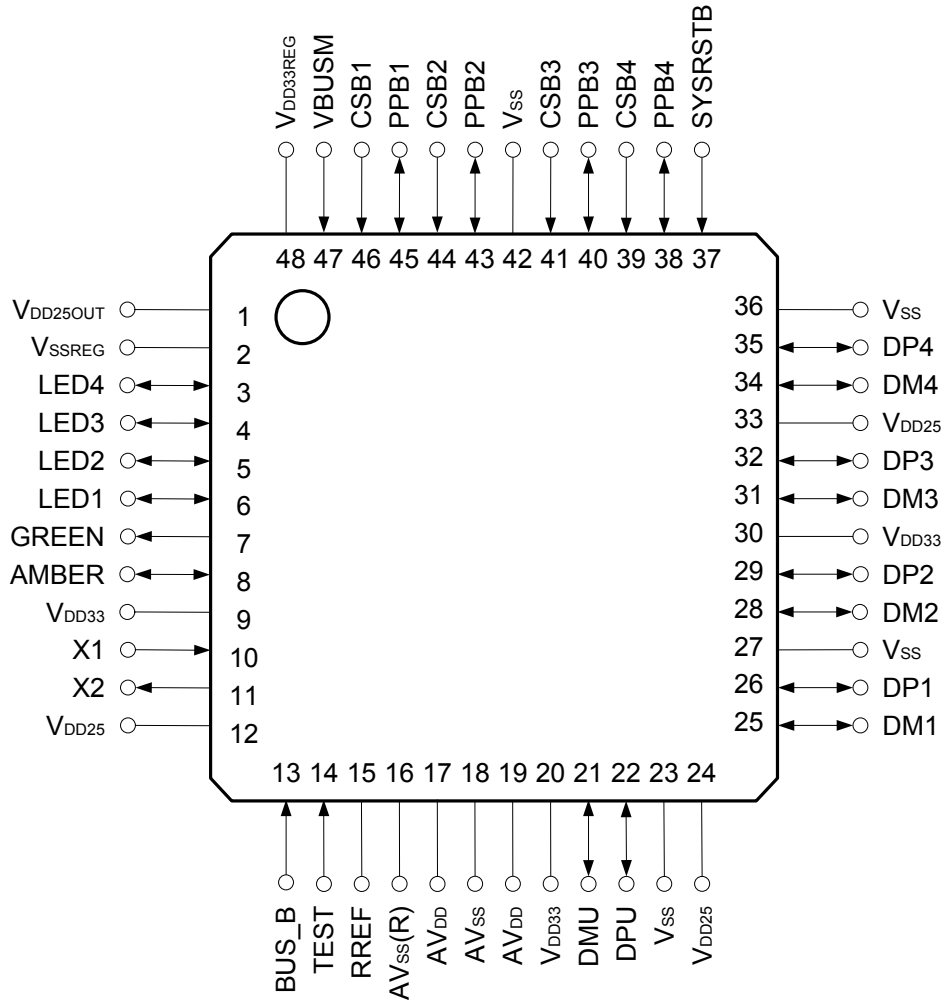 VDD33REG
VBUSM
CSB1
PPB1
CSB2
PPB2
VSS
CSB3
PPB3
CSB4
PPB4
SYSRSTB
48 47 46 45 44 43 42 41 40 39 38 37
VDD25OUT 1
VSSREG 2
LED4 3
LED3 4
LED2 5
LED1 6
GREEN 7
AMBER 8
VDD33 9
X1 10
X2 11
VDD25 12
36 VSS
35 DP4
34 DM4
33 VDD25
32 DP3
31 DM3
30 VDD33
29 DP2
28 DM2
27 VSS
26 DP1
25 DM1
13 14 15 16 17 18 19 20 21 22 23 24
BUS_B
TEST
RREF
AVSS(R)
AVDD
AVSS
AVDD
VDD33
DMU
DPU
VSS
VDD25